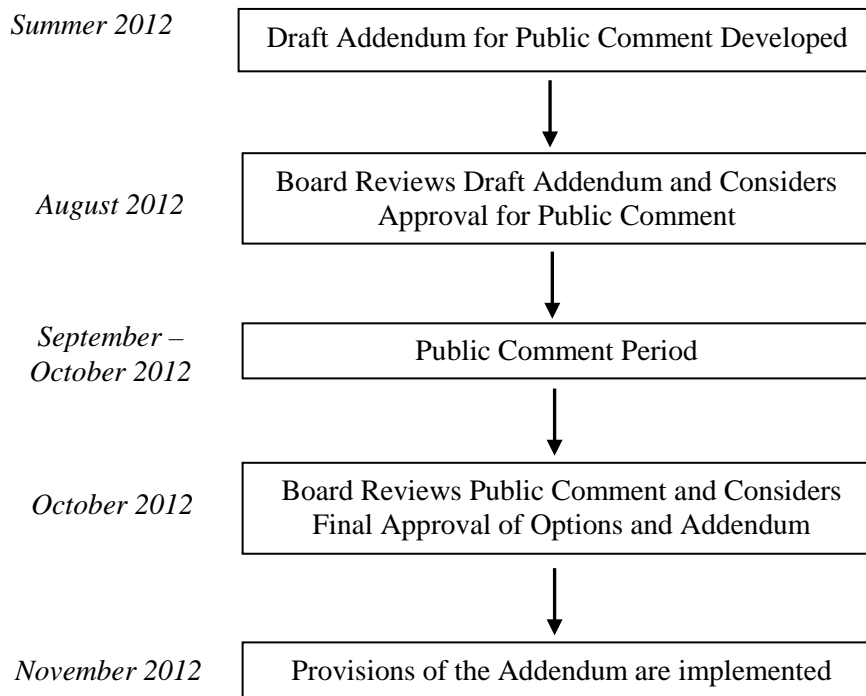 Summer 2012
Draft Addendum for Public Comment Developed
August 2012
Board Reviews Draft Addendum and Considers
Approval for Public Comment
September –
October 2012
Public Comment Period
October 2012
Board Reviews Public Comment and Considers
Final Approval of Options and Addendum
November 2012
Provisions of the Addendum are implemented